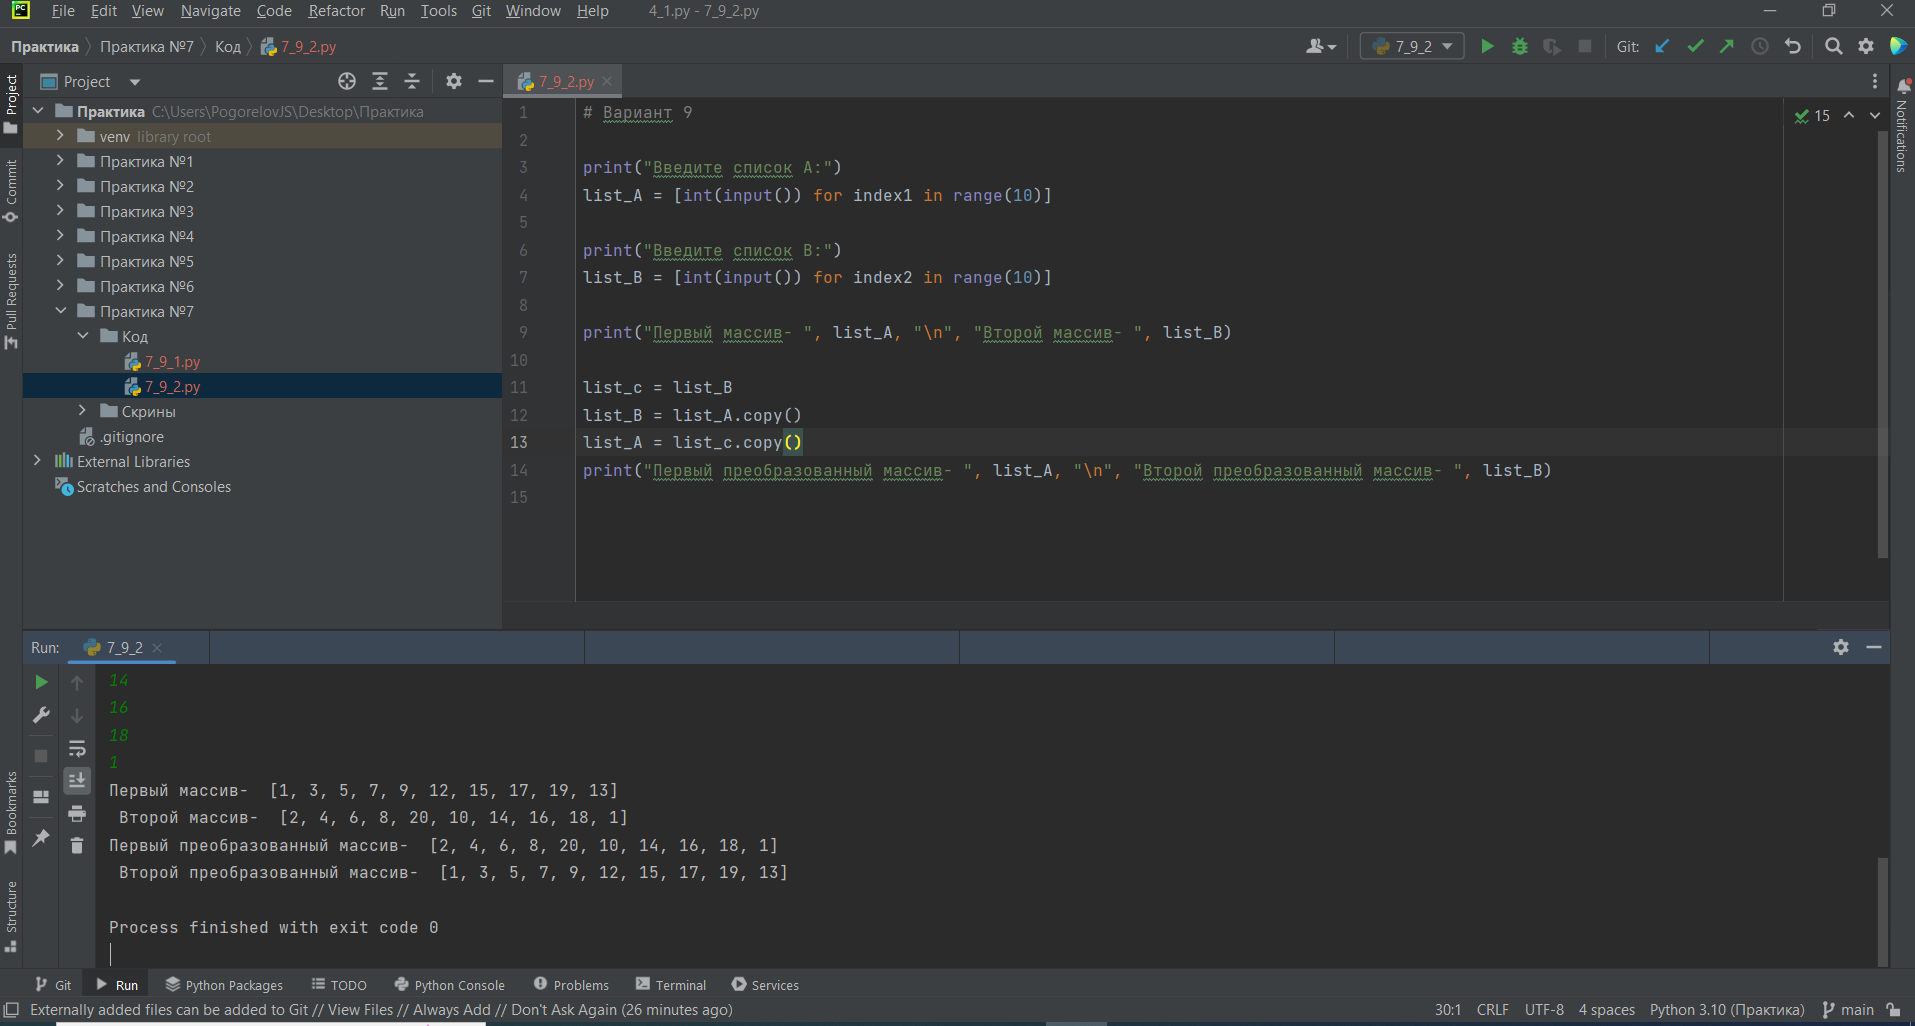 PC File Edit View Navigate Code Refactor Run Tools Git Window Help 4_1.py - 7_9_2.py
Практика Практика №7 Код 7_9_2.py 7_9_2 Git:
Project
7_9_2.py
Практика C:\Users\PogorelovJS\Desktop\Практика
venv library root
Практика №1
Практика №2
Практика №3
Практика №4
Практика №5
Практика №6
Практика №7
Код
7_9_1.py
7_9_2.py
Скрины
.gitignore
External Libraries
Scratches and Consoles
Project
Commit
Pull Requests
Bookmarks
Structure
Notifications
15
1 # Вариант 9
2
3 print("Введите список A:")
4 list_A = [int(input()) for index1 in range(10)]
5
6 print("Введите список B:")
7 list_B = [int(input()) for index2 in range(10)]
8
9 print("Первый массив- ", list_A, "\n", "Второй массив- ", list_B)
10
11 list_c = list_B
12 list_B = list_A.copy()
13 list_A = list_c.copy()
14 print("Первый преобразованный массив- ", list_A, "\n", "Второй преобразованный массив- ", list_B)
15
Run: 7_9_2
14
16
18
1
Первый массив-  [1, 3, 5, 7, 9, 12, 15, 17, 19, 13]
Второй массив-  [2, 4, 6, 8, 20, 10, 14, 16, 18, 1]
Первый преобразованный массив-  [2, 4, 6, 8, 20, 10, 14, 16, 18, 1]
Второй преобразованный массив-  [1, 3, 5, 7, 9, 12, 15, 17, 19, 13]
Process finished with exit code 0
Git Run Python Packages TODO Python Console Problems Terminal Services
Externally added files can be added to Git // View Files // Always Add // Don't Ask Again (26 minutes ago) 30:1 CRLF UTF-8 4 spaces Python 3.10 (Практика) main